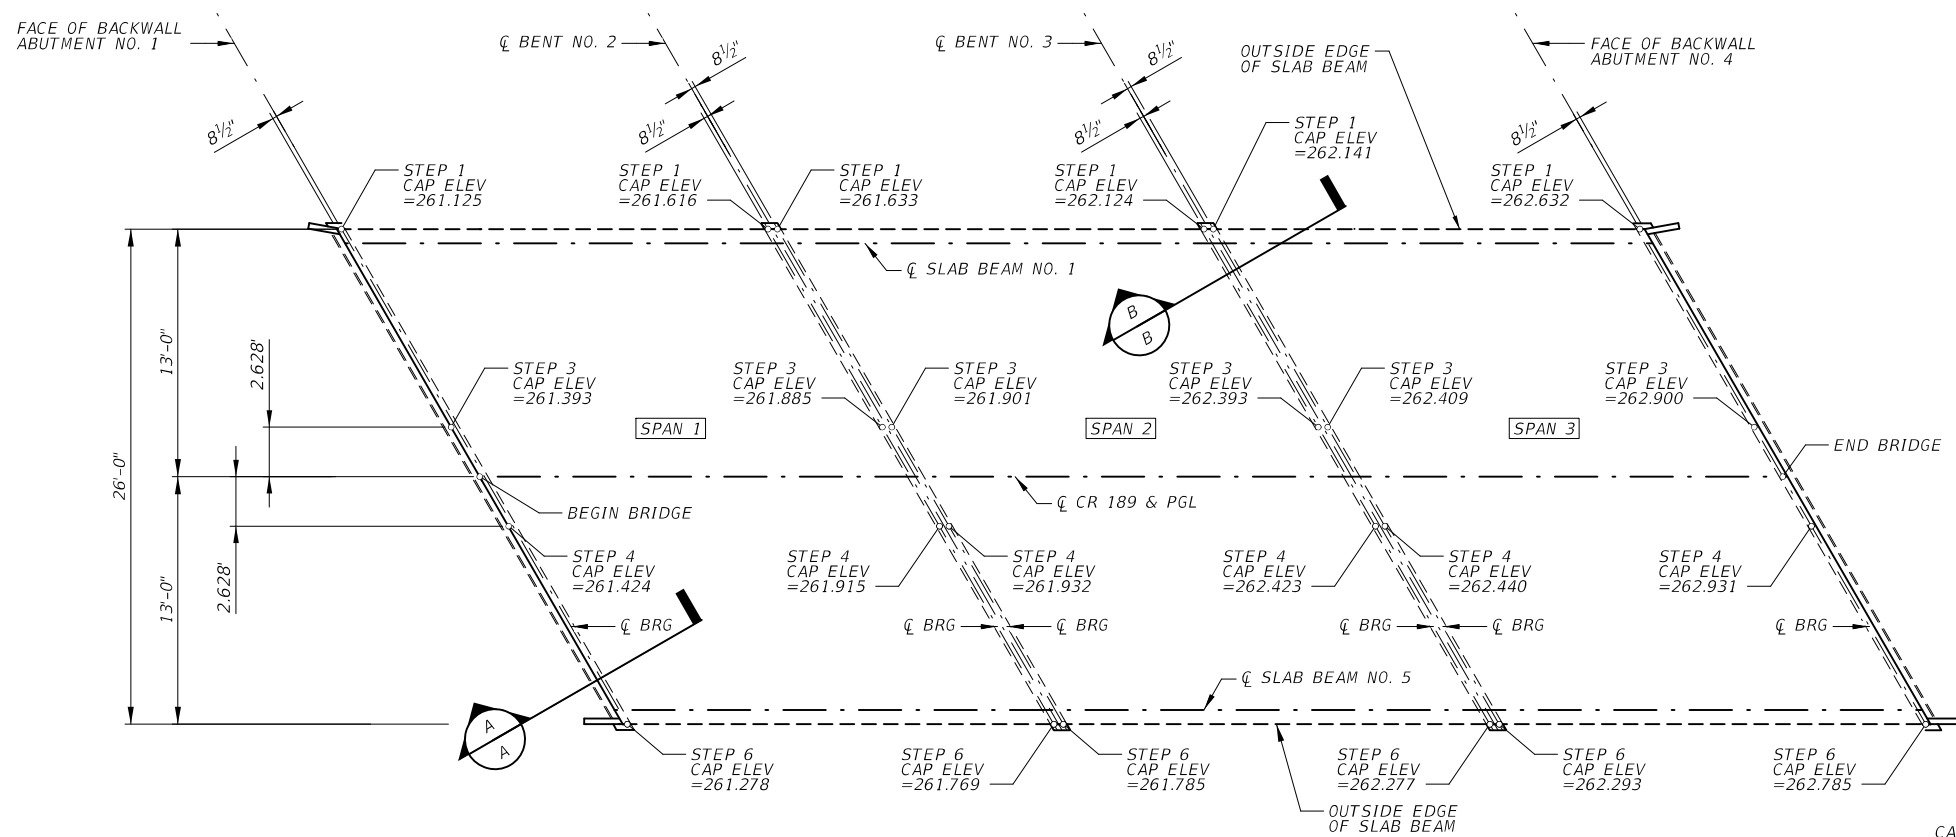 FACE OF BACKWALL
ABUTMENT NO. 1
℄ BENT NO. 2
℄ BENT NO. 3
OUTSIDE EDGE
OF SLAB BEAM
FACE OF BACKWALL
ABUTMENT NO. 4
8½"
8½"
8½"
8½"
8½"
8½"
STEP 1
CAP ELEV
=261.125
STEP 1
CAP ELEV
=261.616
STEP 1
CAP ELEV
=261.633
STEP 1
CAP ELEV
=262.124
STEP 1
CAP ELEV
=262.141
STEP 1
CAP ELEV
=262.632
℄ SLAB BEAM NO. 1
B
B
26'-0"
13'-0"
2.628'
STEP 3
CAP ELEV
=261.393
STEP 3
CAP ELEV
=261.885
STEP 3
CAP ELEV
=261.901
STEP 3
CAP ELEV
=262.393
STEP 3
CAP ELEV
=262.409
STEP 3
CAP ELEV
=262.900
SPAN 1
SPAN 2
SPAN 3
END BRIDGE
℄ CR 189 & PGL
BEGIN BRIDGE
13'-0"
2.628'
STEP 4
CAP ELEV
=261.424
STEP 4
CAP ELEV
=261.915
STEP 4
CAP ELEV
=261.932
STEP 4
CAP ELEV
=262.423
STEP 4
CAP ELEV
=262.440
STEP 4
CAP ELEV
=262.931
℄ BRG
℄ BRG
℄ BRG
℄ BRG
℄ BRG
℄ BRG
℄ SLAB BEAM NO. 5
A
A
STEP 6
CAP ELEV
=261.278
STEP 6
CAP ELEV
=261.769
STEP 6
CAP ELEV
=261.785
STEP 6
CAP ELEV
=262.277
STEP 6
CAP ELEV
=262.293
STEP 6
CAP ELEV
=262.785
OUTSIDE EDGE
OF SLAB BEAM
CA